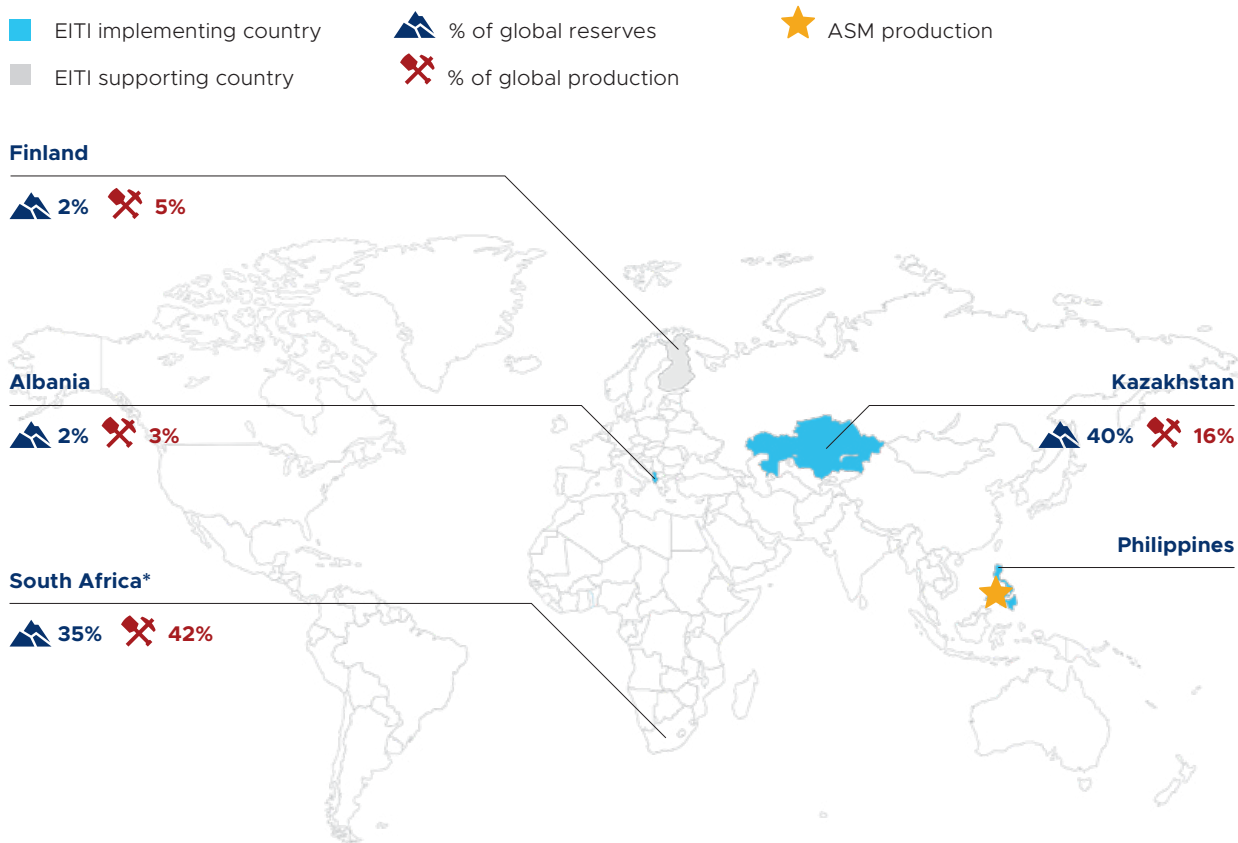 EITI implementing country
% of global reserves
ASM production
EITI supporting country
% of global production
Finland
2% 5%
Albania
2% 3%
Kazakhstan
40% 16%
Philippines
South Africa*
35% 42%